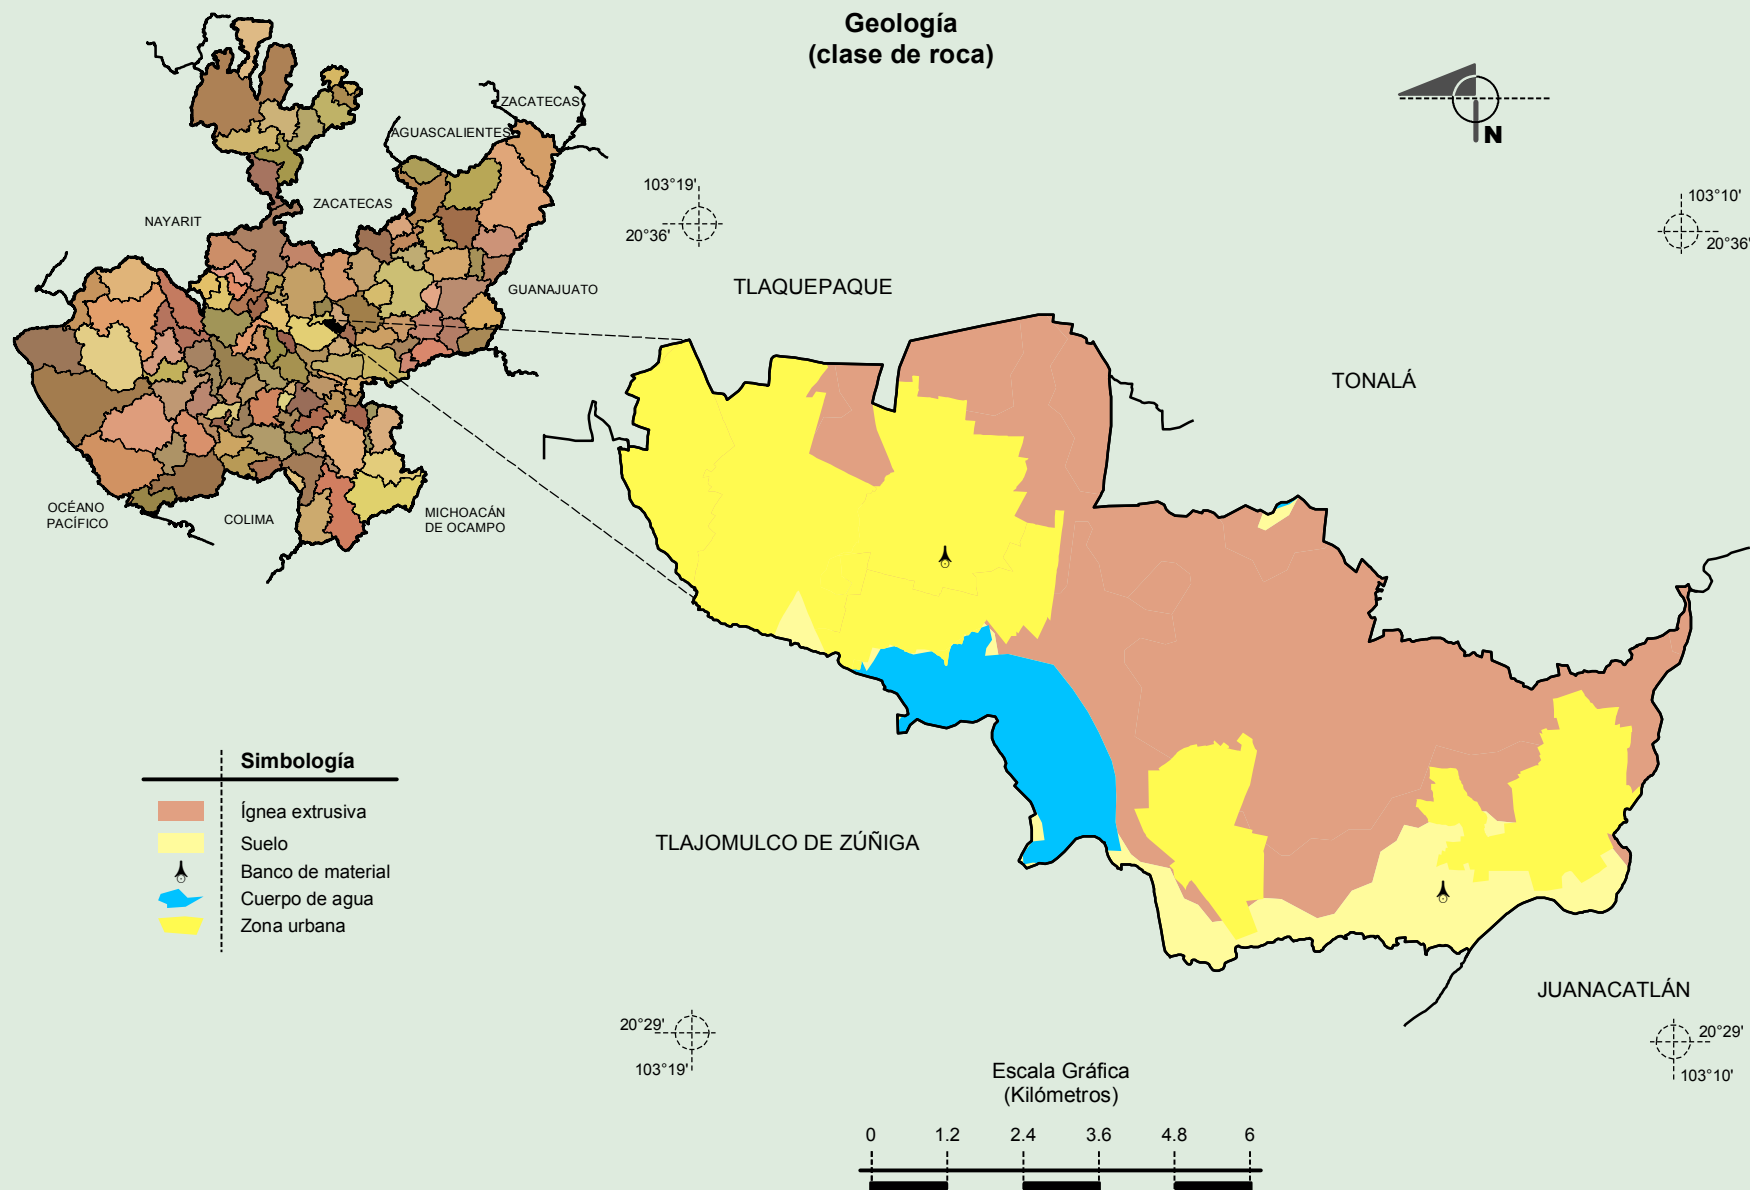 Geología
(clase de roca)
N
ZACATECAS
AGUASCALIENTES
ZACATECAS
NAYARIT
GUANAJUATO
OCÉANO
PACÍFICO
COLIMA
MICHOACÁN
DE OCAMPO
103°19'
20°36'
103°10'
20°36'
TLAQUEPAQUE
TONALÁ
TLAJOMULCO DE ZÚÑIGA
JUANACATLÁN
Simbología
Ígnea extrusiva
Suelo
Banco de material
Cuerpo de agua
Zona urbana
20°29'
103°19'
20°29'
103°10'
Escala Gráfica
(Kilómetros)
0 1.2 2.4 3.6 4.8 6